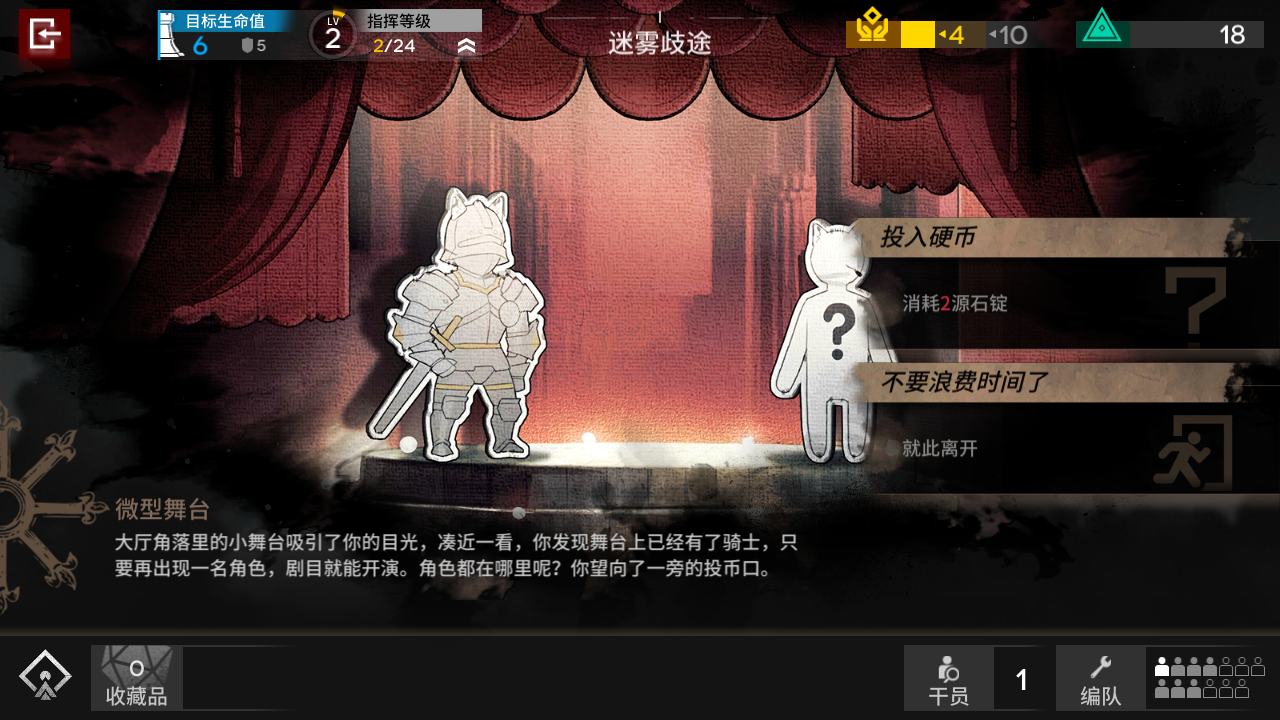 目标生命值
6
5
LV
2
指挥等级
2/24
迷雾歧途
4
10
18
投入硬币
消耗2源石锭
不要浪费时间了
就此离开
微型舞台
大厅角落里的小舞台吸引了你的目光，凑近一看，你发现舞台上已经有了骑士，只
要再出现一名角色，剧目就能开演。角色都在哪里呢？你望向了一旁的投币口。
0
收藏品
干员
1
编队